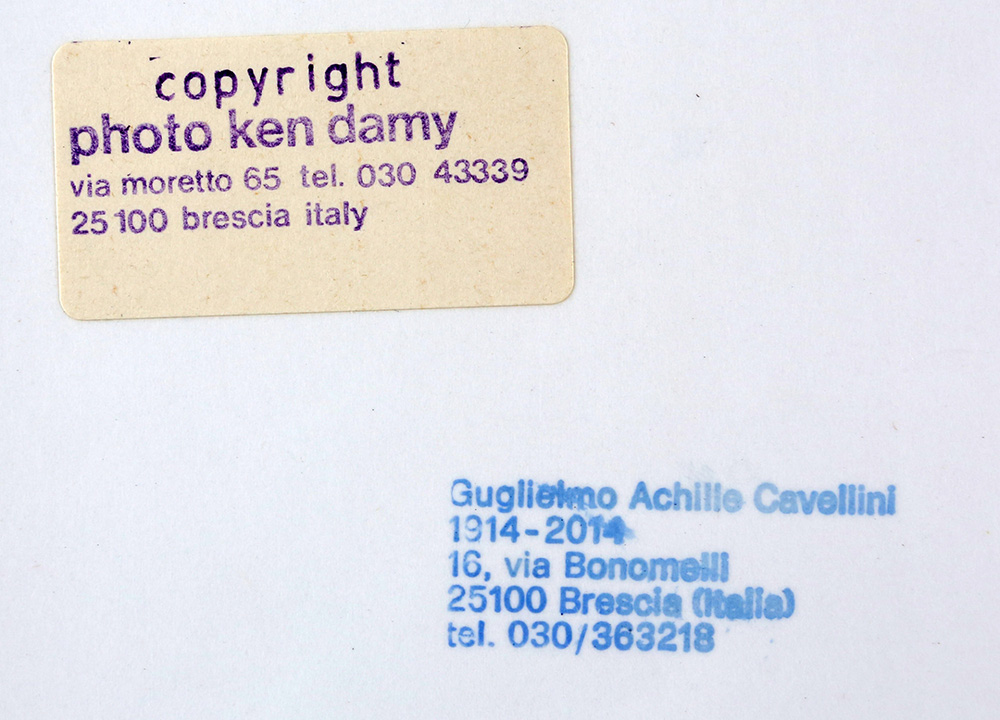 copyright
photo ken damy
via moretto 65 tel. 030 43339
25100 brescia italy
Guglielmo Achille Cavellini
1914-2014
16, via Bonomelli
25100 Brescia (Italia)
tel. 030/363218